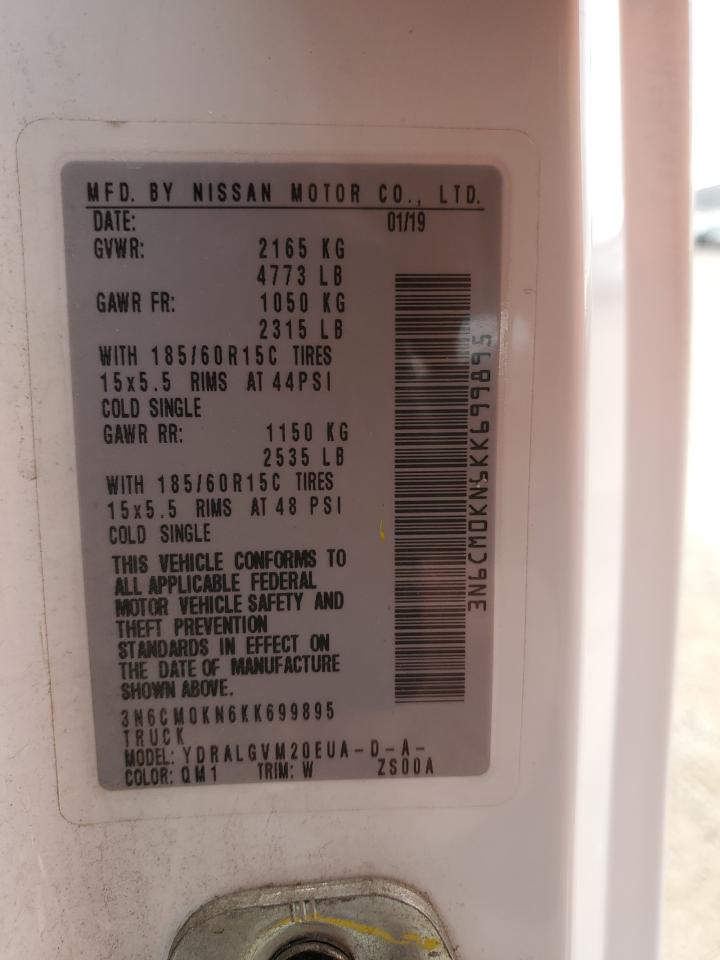 MFD. BY NISSAN MOTOR CO., LTD.
DATE: 01/19
GVWR: 2165 KG
4773 LB
GAWR FR: 1050 KG
2315 LB
WITH 185/60R15C TIRES
15x5.5 RIMS AT 44PSI
COLD SINGLE
GAWR RR: 1150 KG
2535 LB
WITH 185/60R15C TIRES
15x5.5 RIMS AT 48 PSI
COLD SINGLE
THIS VEHICLE CONFORMS TO
ALL APPLICABLE FEDERAL
MOTOR VEHICLE SAFETY AND
THEFT PREVENTION
STANDARDS IN EFFECT ON
THE DATE OF MANUFACTURE
SHOWN ABOVE.
3N6CM0KN6KK699895
TRUCK
MODEL: YDRALGVM20EUA-D-A-
COLOR: QM1 TRIM: W ZS00A
3N6CM0KN6KK699895